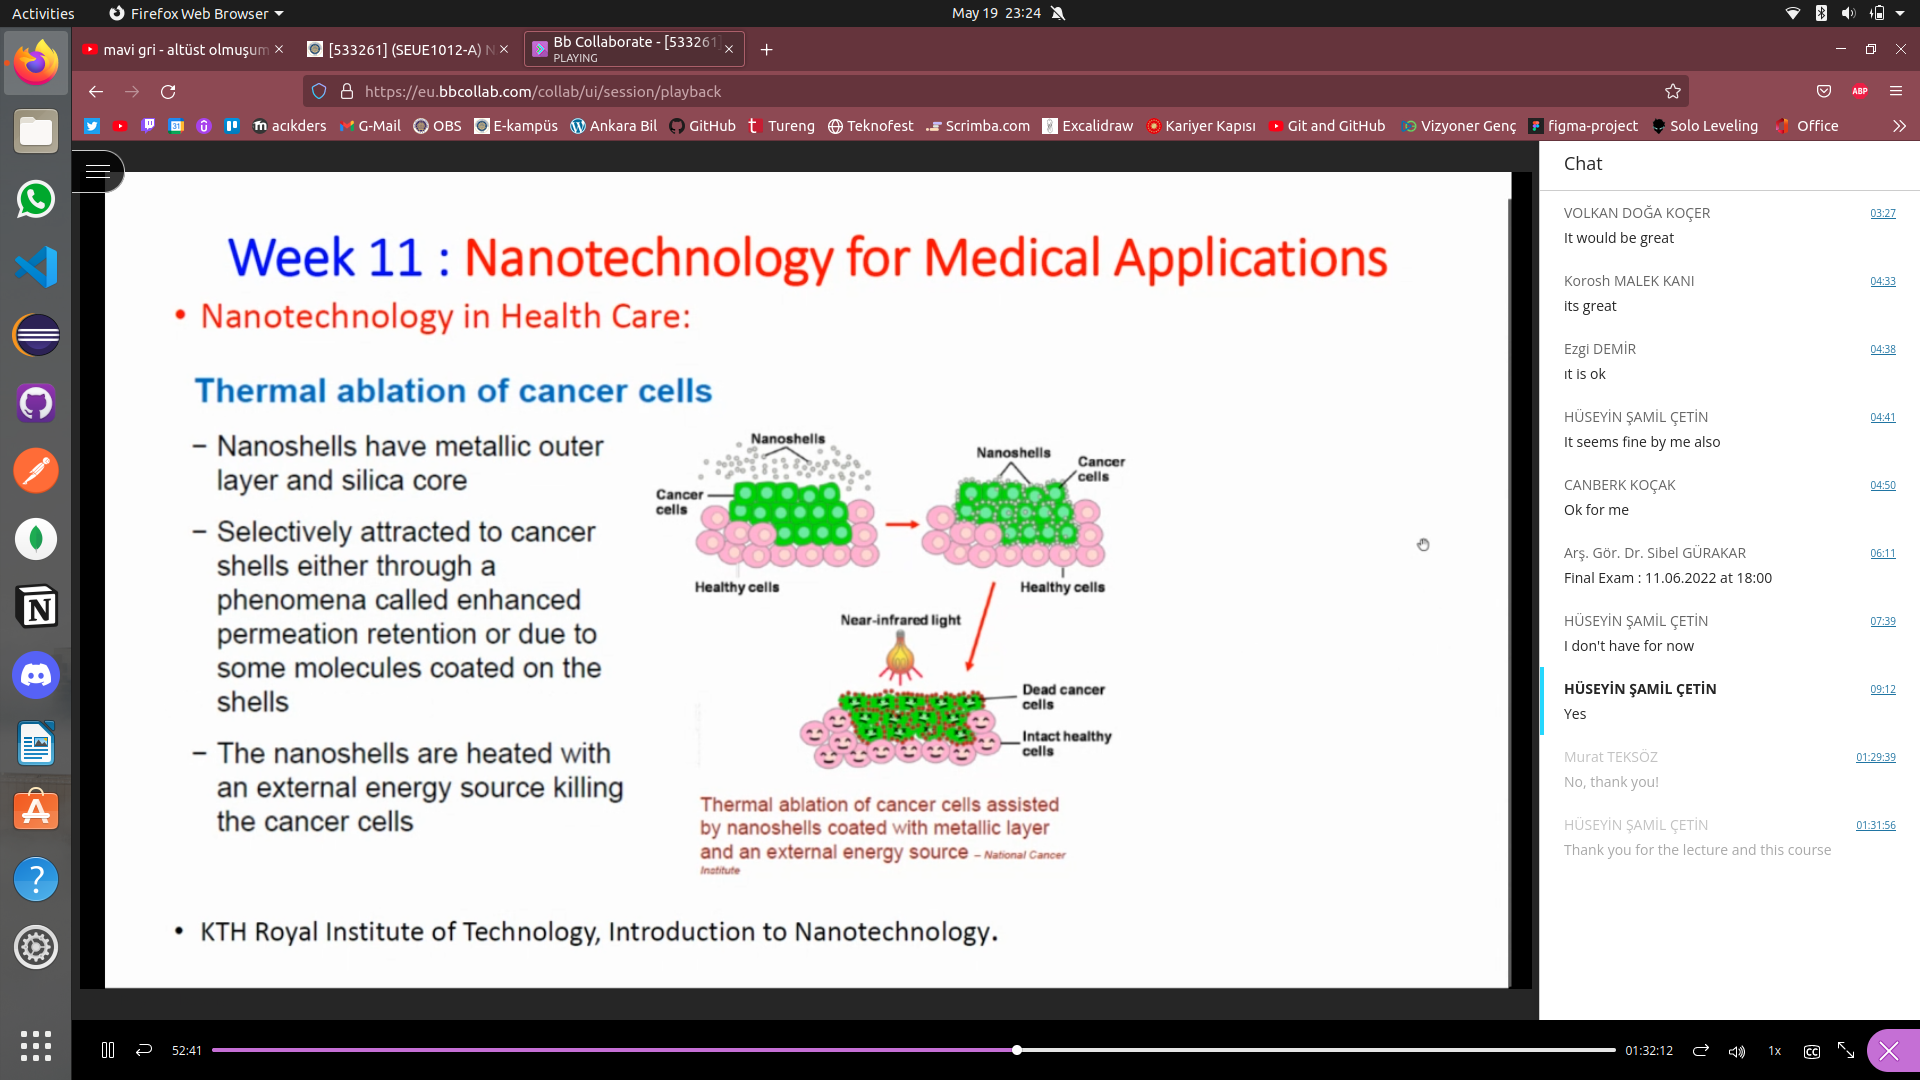 Activities
Firefox Web Browser
May 19 23:24
mavi gri - altüst olmuşum
[533261] (SEUE1012-A) N
Bb Collaborate - [533261]
PLAYING
https://eu.bbcollab.com/collab/ui/session/playback
ABP
acıkders
G-Mail
OBS
E-kampüs
Ankara Bil
GitHub
Tureng
Teknofest
Scrimba.com
Excalidraw
Kariyer Kapısı
Git and GitHub
Vizyoner Genç
figma-project
Solo Leveling
Office
Week 11 : Nanotechnology for Medical Applications
• Nanotechnology in Health Care:
Thermal ablation of cancer cells
– Nanoshells have metallic outer
layer and silica core
– Selectively attracted to cancer
shells either through a
phenomena called enhanced
permeation retention or due to
some molecules coated on the
shells
– The nanoshells are heated with
an external energy source killing
the cancer cells
Nanoshells
Cancer
cells
Healthy cells
Nanoshells
Cancer
cells
Healthy cells
Near-infrared light
Dead cancer
cells
Intact healthy
cells
Thermal ablation of cancer cells assisted
by nanoshells coated with metallic layer
and an external energy source – National Cancer
Institute
• KTH Royal Institute of Technology, Introduction to Nanotechnology.
Chat
VOLKAN DOĞA KOÇER 03:27
It would be great
Korosh MALEK KANI 04:33
its great
Ezgi DEMİR 04:38
ıt is ok
HÜSEYİN ŞAMİL ÇETİN 04:41
It seems fine by me also
CANBERK KOÇAK 04:50
Ok for me
Arş. Gör. Dr. Sibel GÜRAKAR 06:11
Final Exam : 11.06.2022 at 18:00
HÜSEYİN ŞAMİL ÇETİN 07:39
I don't have for now
HÜSEYİN ŞAMİL ÇETİN 09:12
Yes
Murat TEKSÖZ 01:29:39
No, thank you!
HÜSEYİN ŞAMİL ÇETİN 01:31:56
Thank you for the lecture and this course
52:41
01:32:12
1x
CC